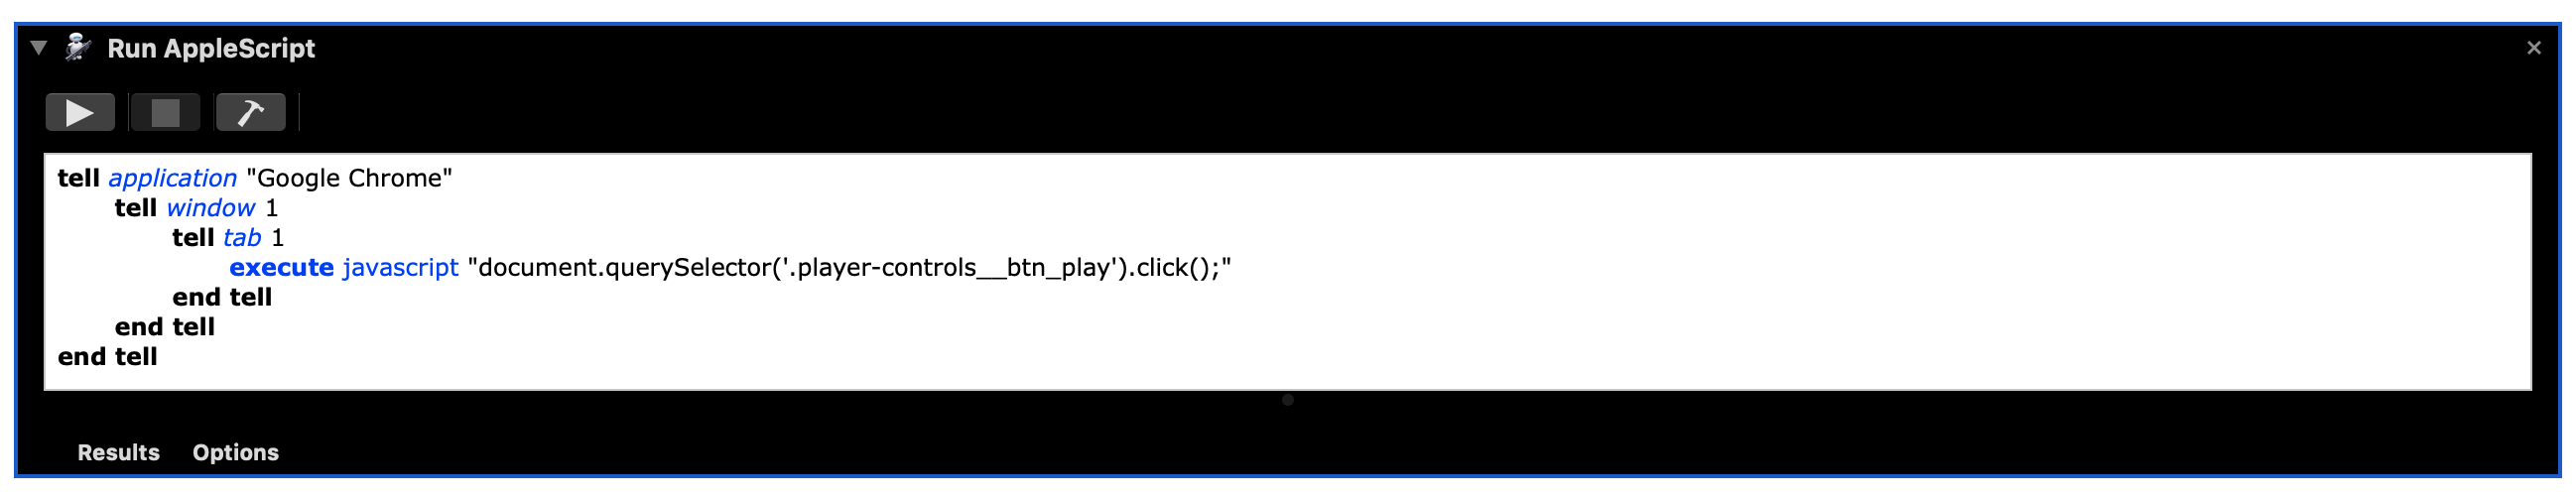 Run AppleScript
tell application "Google Chrome"
tell window 1
tell tab 1
execute javascript "document.querySelector('.player-controls__btn_play').click();"
end tell
end tell
end tell
Results Options